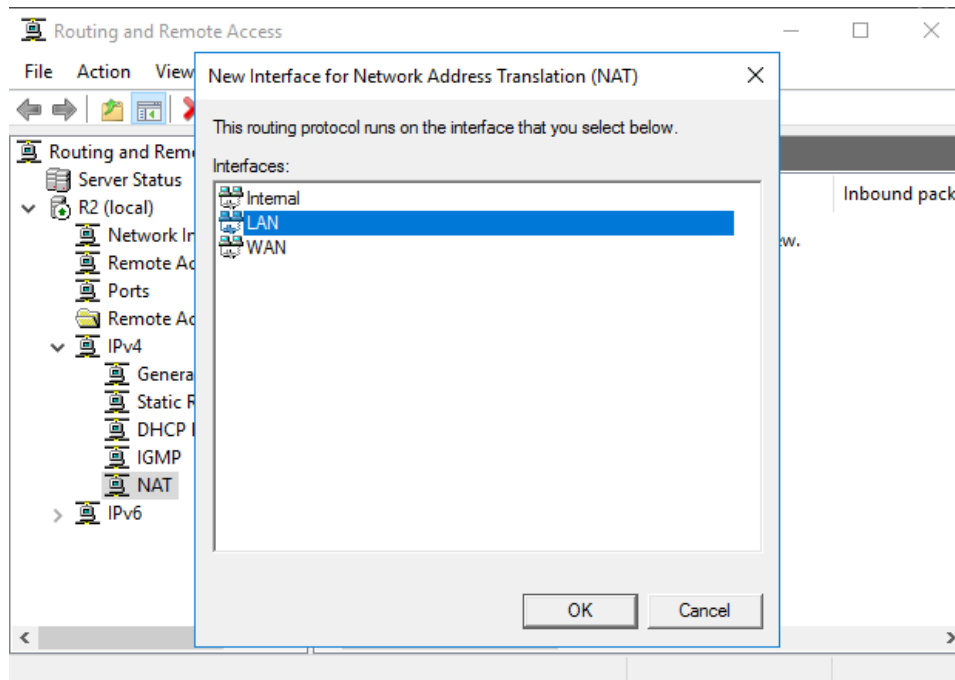 Routing and Remote Access
File Action View
New Interface for Network Address Translation (NAT)
This routing protocol runs on the interface that you select below.
Interfaces:
Internal
LAN
WAN
OK
Cancel
Routing and Rem
Server Status
R2 (local)
Network In
Remote Ac
Ports
Remote Ac
IPv4
Genera
Static R
DHCP
IGMP
NAT
IPv6
Inbound pack
ew.